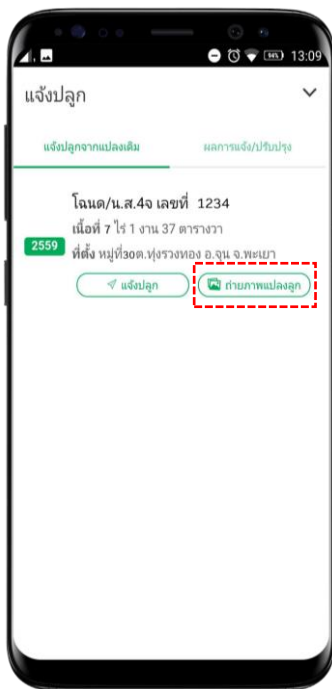 13:09
แจ้งปลูก
แจ้งปลูกจากแปลงเดิม ผลการแจ้ง/ปรับปรุง
โฉนด/น.ส.4จ เลขที่ 1234
เนื้อที่ 7 ไร่ 1 งาน 37 ตารางวา
2559
ที่ตั้ง หมู่ที่30ต.ทุ่งรวงทอง อ.จุน จ.พะเยา
แจ้งปลูก ถ่ายภาพแปลงลูก